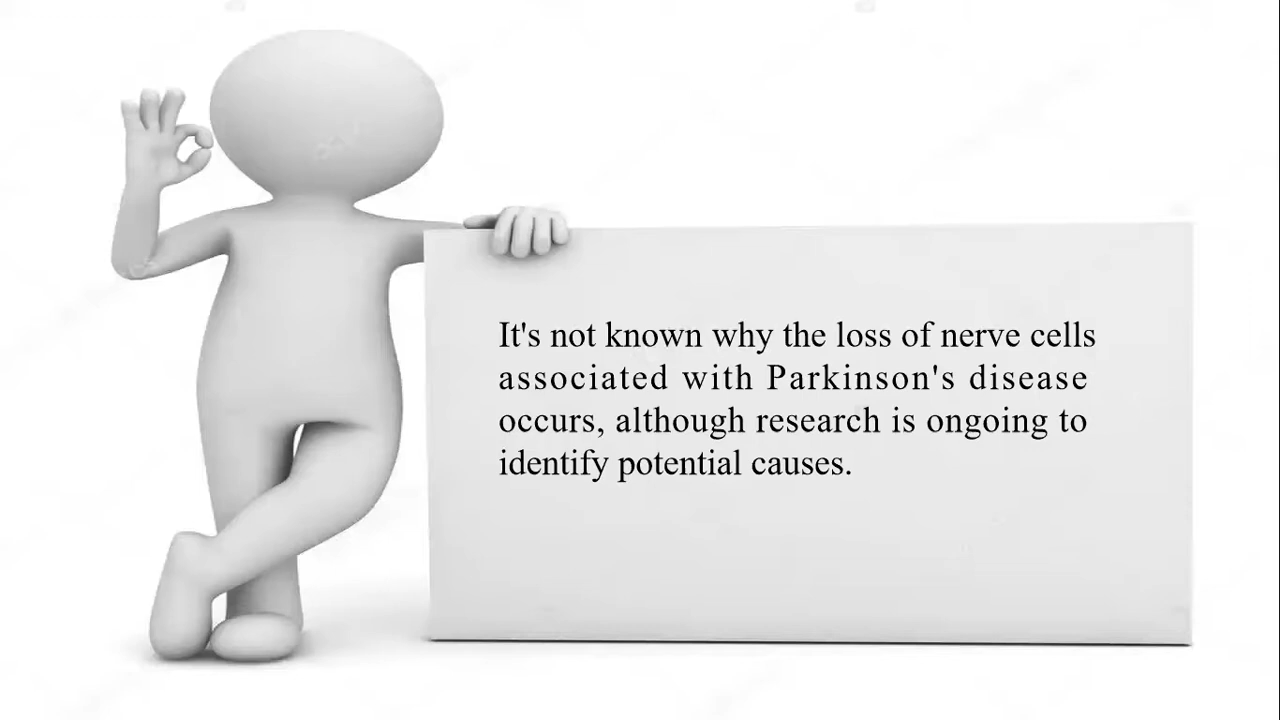 It's not known why the loss of nerve cells
associated with Parkinson's disease
occurs, although research is ongoing to
identify potential causes.